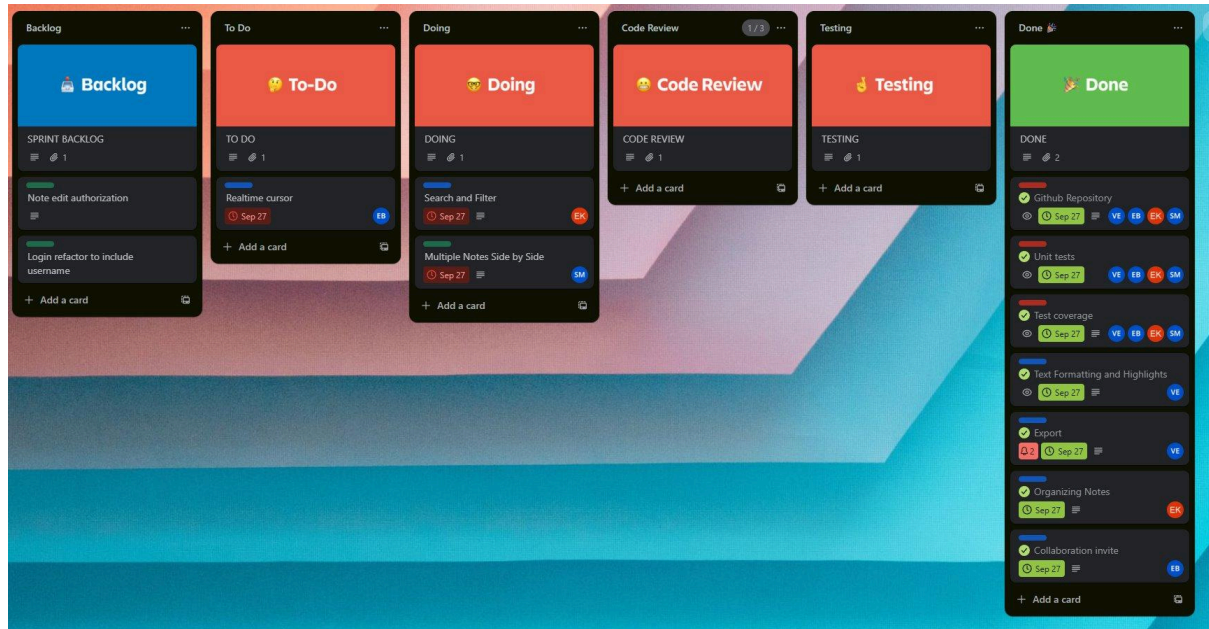 Backlog
📥 Backlog
SPRINT BACKLOG
1
Note edit authorization
Login refactor to include
username
+ Add a card
To Do
🤔 To-Do
TO DO
1
Realtime cursor
Sep 27
EB
+ Add a card
Doing
🤓 Doing
DOING
1
Search and Filter
Sep 27
EK
Multiple Notes Side by Side
Sep 27
SM
+ Add a card
Code Review
1/3
😬 Code Review
CODE REVIEW
1
+ Add a card
Testing
🤞 Testing
TESTING
1
+ Add a card
Done 🎉
🎉 Done
DONE
2
Github Repository
Sep 27 VE EB EK SM
Unit tests
Sep 27 VE EB EK SM
Test coverage
Sep 27 VE EB EK SM
Text Formatting and Highlights
Sep 27 VE
Export
2 Sep 27 VE
Organizing Notes
Sep 27 EK
Collaboration invite
Sep 27 EB
+ Add a card